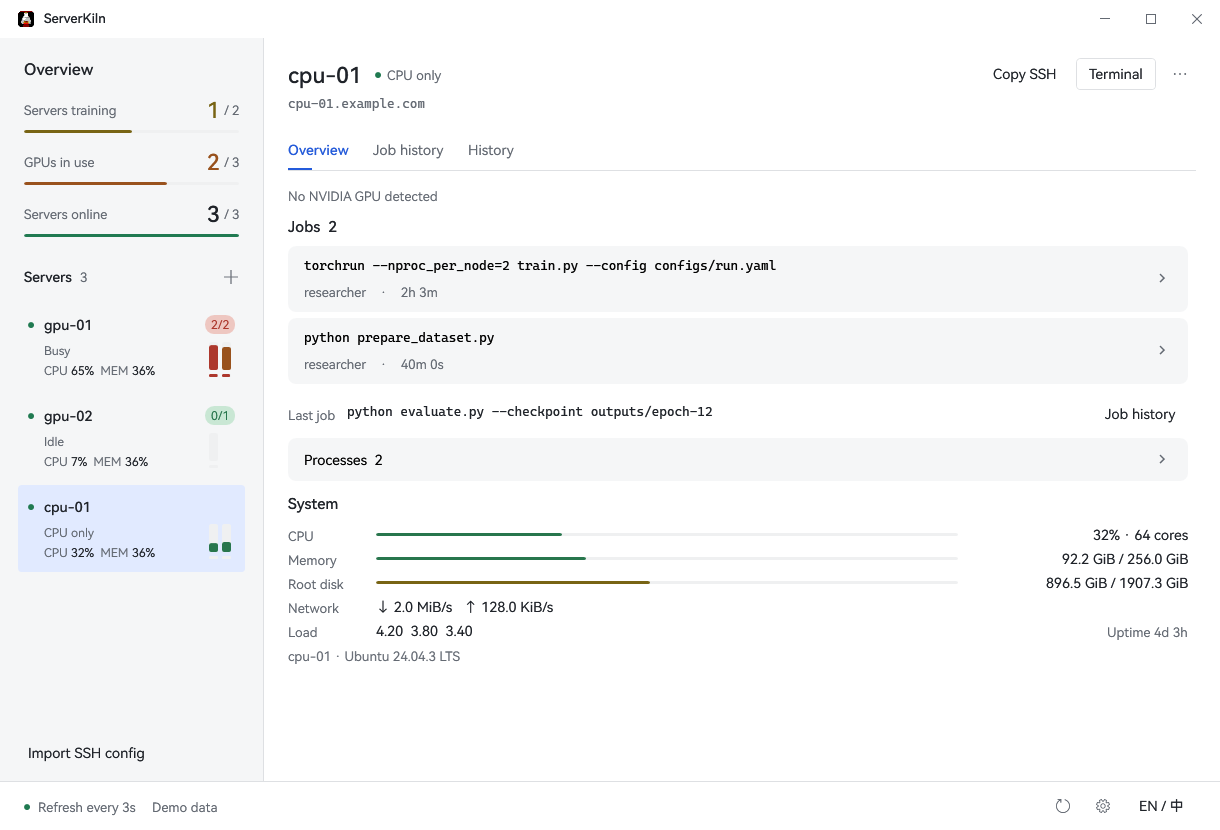 ServerKiln
Overview
Servers training 1 / 2
GPUs in use 2 / 3
Servers online 3 / 3
Servers 3
gpu-01 2/2
Busy
CPU 65% MEM 36%
gpu-02 0/1
Idle
CPU 7% MEM 36%
cpu-01
CPU only
CPU 32% MEM 36%
Import SSH config
cpu-01 CPU only
cpu-01.example.com
Copy SSH Terminal ···
Overview Job history History
No NVIDIA GPU detected
Jobs 2
torchrun --nproc_per_node=2 train.py --config configs/run.yaml
researcher · 2h 3m
python prepare_dataset.py
researcher · 40m 0s
Last job python evaluate.py --checkpoint outputs/epoch-12 Job history
Processes 2
System
CPU 32% · 64 cores
Memory 92.2 GiB / 256.0 GiB
Root disk 896.5 GiB / 1907.3 GiB
Network ↓ 2.0 MiB/s ↑ 128.0 KiB/s
Load 4.20 3.80 3.40 Uptime 4d 3h
cpu-01 · Ubuntu 24.04.3 LTS
Refresh every 3s Demo data EN / 中